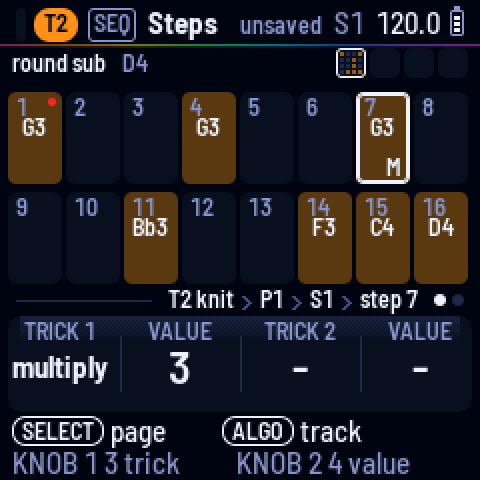 T2 SEQ Steps unsaved S1 120.0
round sub D4
1 2 3 4 5 6 7 8
G3 G3 G3
M
9 10 11 12 13 14 15 16
Bb3 F3 C4 D4
T2 knit > P1 > S1 > step 7
TRICK 1 VALUE TRICK 2 VALUE
multiply 3 - -
SELECT page ALGO track
KNOB 1 3 trick KNOB 2 4 value